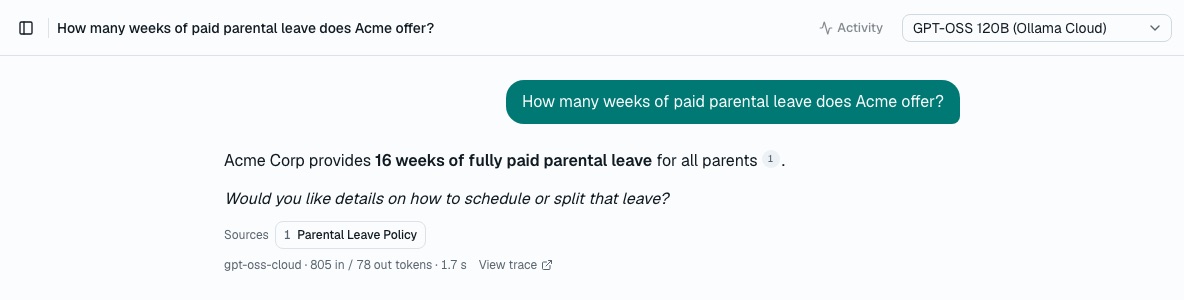 How many weeks of paid parental leave does Acme offer?
Activity
GPT-OSS 120B (Ollama Cloud)
How many weeks of paid parental leave does Acme offer?
Acme Corp provides 16 weeks of fully paid parental leave for all parents 1 .
Would you like details on how to schedule or split that leave?
Sources 1 Parental Leave Policy
gpt-oss-cloud · 805 in / 78 out tokens · 1.7 s View trace